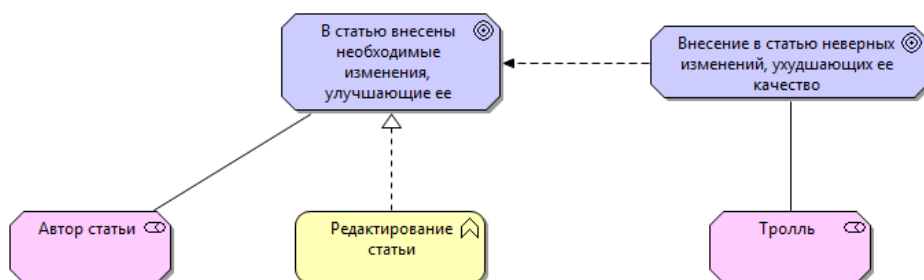 В статью внесены
необходимые
изменения,
улучшающие ее
Внесение в статью неверных
изменений, ухудшающих ее
качество
Автор статьи
Редактирование
статьи
Тролль